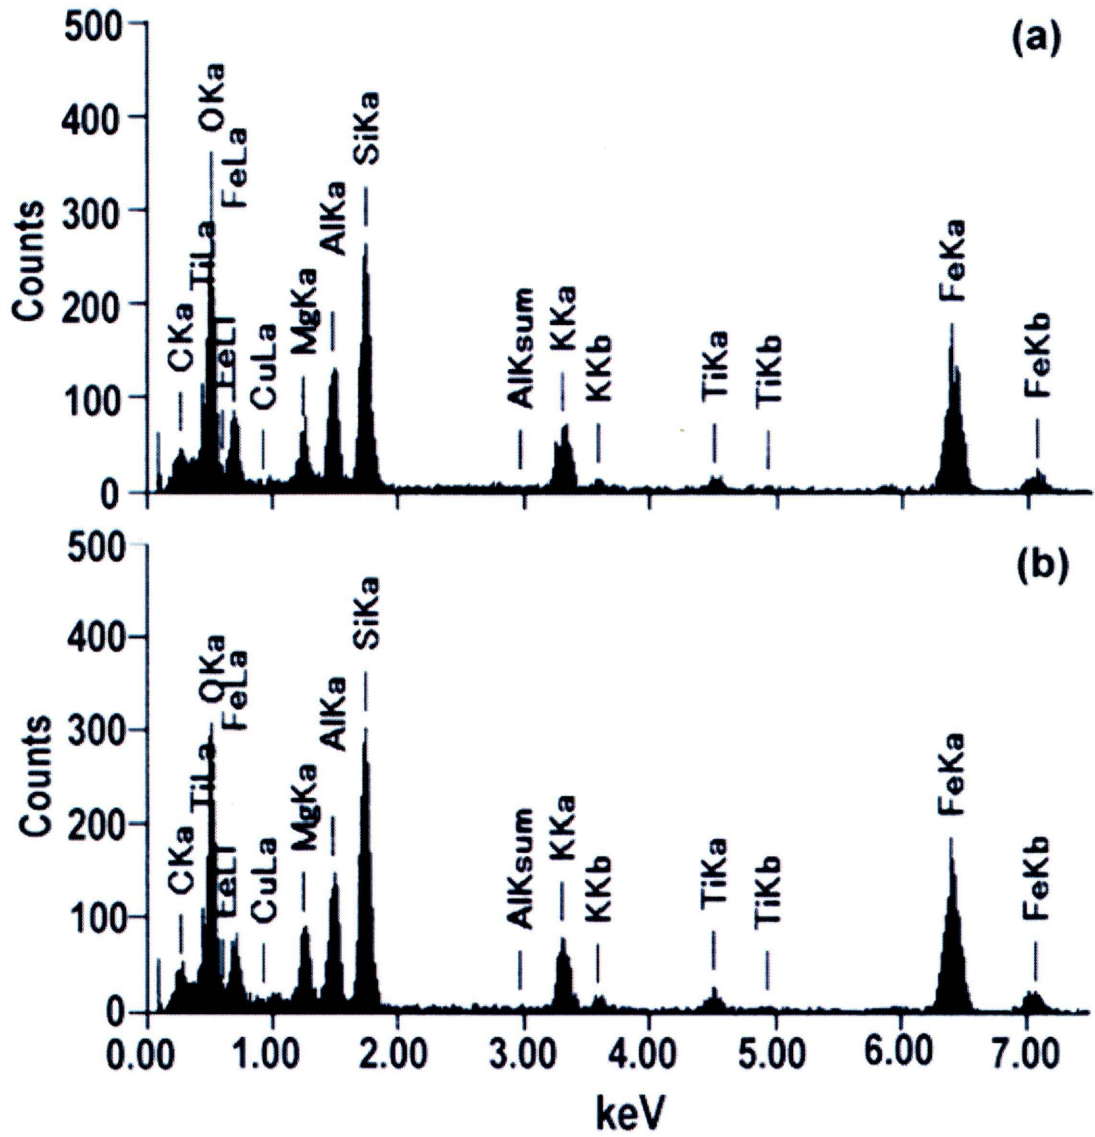 (a)
500
400
300
200
100
0
Counts
CKa
TiLa
OKa
FeLl
FeLa
CuLa
MgKa
AlKa
SiKa
AlKsum
KKa
KKb
TiKa
TiKb
FeKa
FeKb
(b)
500
400
300
200
100
0
Counts
CKa
TiLa
OKa
FeLl
FeLa
CuLa
MgKa
AlKa
SiKa
AlKsum
KKa
KKb
TiKa
TiKb
FeKa
FeKb
0.00 1.00 2.00 3.00 4.00 5.00 6.00 7.00
keV